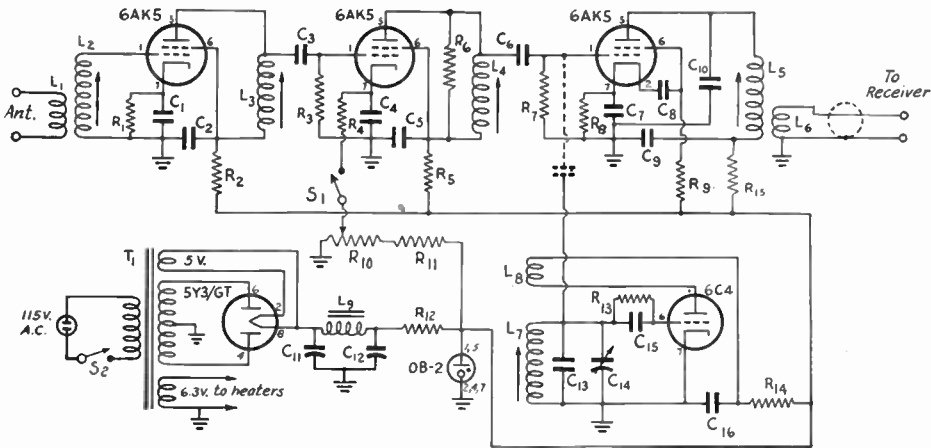 6AK5 6AK5 6AK5
5 5 5
L2 C3 R6 C6 C10
1 6 1 6 1 6
L1 L3 L4 L5 To Receiver
7 7 7 2
Ant. R1 C1 R3 R4 C4 R7 R8 C7 C8
C2 C5 C9 L6
R2 S1 R5 R9 R15
R10 R11
T1 5 V. L8
5Y3/GT 6 2 6C4
115V. A.C. 8 L9 R12 L7 R13 6
4 C11 C12 4,5 C15 7
S2 OB-2 C13 C14 R14
6.3V. to heaters 2,4,7 C16